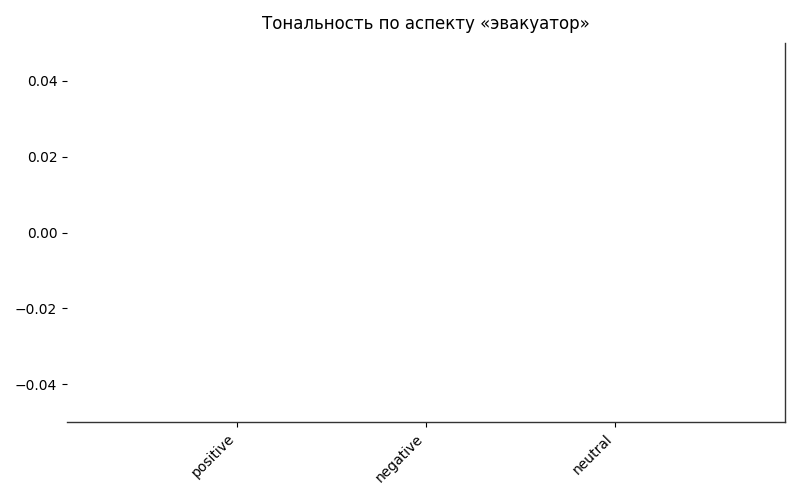 Тональность по аспекту «эвакуатор»
0.04
0.02
0.00
−0.02
−0.04
positive
negative
neutral